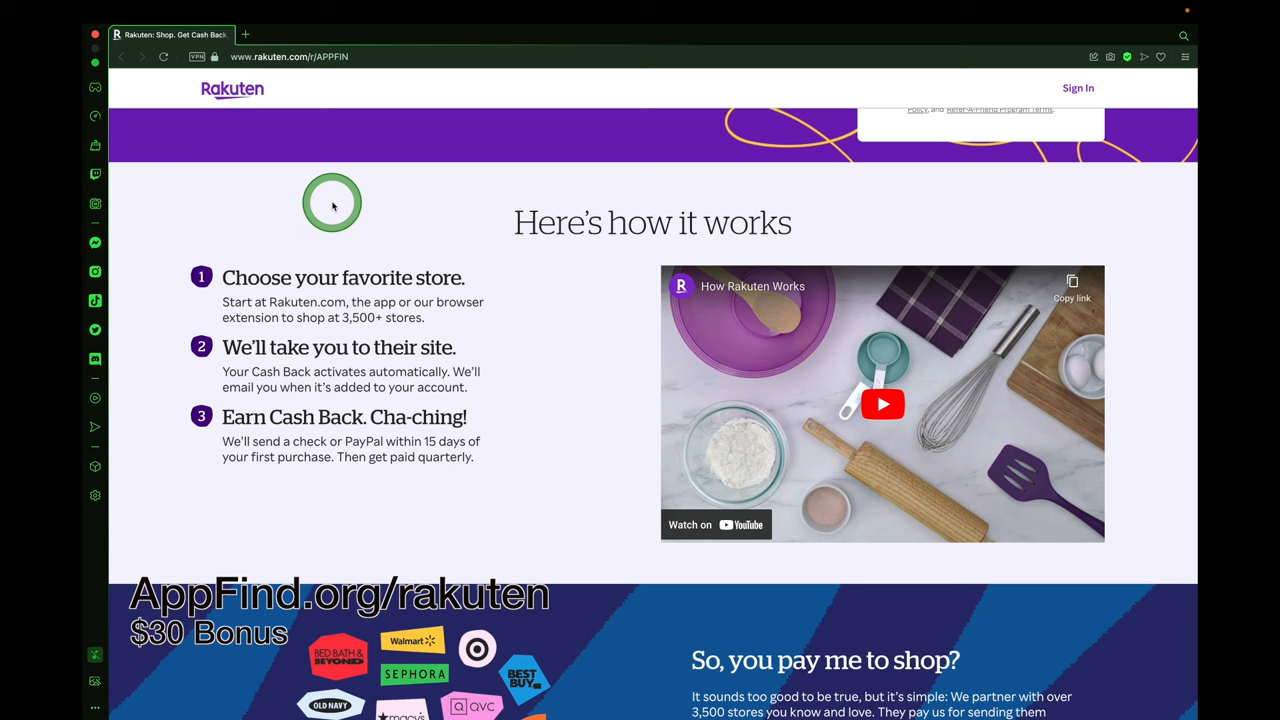 Rakuten: Shop. Get Cash Back.
VPN
www.rakuten.com/r/APPFIN
Rakuten
Sign In
Policy, and Refer-A-Friend Program Terms.
Here's how it works
1 Choose your favorite store.
Start at Rakuten.com, the app or our browser
extension to shop at 3,500+ stores.
2 We'll take you to their site.
Your Cash Back activates automatically. We'll
email you when it's added to your account.
3 Earn Cash Back. Cha-ching!
We'll send a check or PayPal within 15 days of
your first purchase. Then get paid quarterly.
R How Rakuten Works
Copy link
Watch on YouTube
AppFind.org/rakuten
$30 Bonus
Walmart
BED BATH &
BEYOND
SEPHORA
BEST
BUY
OLD NAVY
macy's
QVC
So, you pay me to shop?
It sounds too good to be true, but it's simple: We partner with over
3,500 stores you know and love. They pay us for sending them